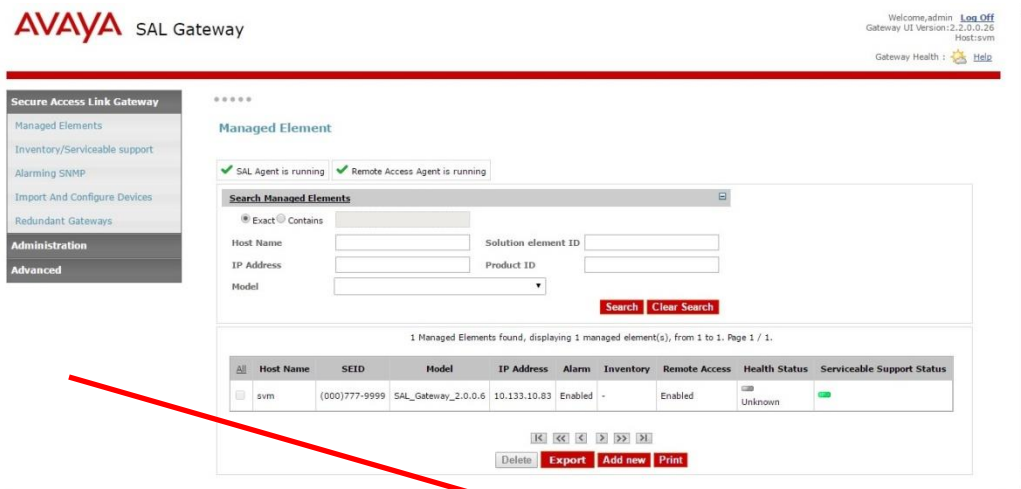 AVAYA SAL Gateway
Welcome,admin Log Off
Gateway UI Version:2.2.0.0.26
Host:svm
Gateway Health : Help
Secure Access Link Gateway
Managed Elements
Inventory/Serviceable support
Alarming SNMP
Import And Configure Devices
Redundant Gateways
Administration
Advanced
Managed Element
SAL Agent is running Remote Access Agent is running
Search Managed Elements
Exact Contains
Host Name Solution element ID
IP Address Product ID
Model
Search Clear Search
1 Managed Elements found, displaying 1 managed element(s), from 1 to 1. Page 1 / 1.
All Host Name SEID Model IP Address Alarm Inventory Remote Access Health Status Serviceable Support Status
svm (000)777-9999 SAL_Gateway_2.0.0.6 10.133.10.83 Enabled - Enabled Unknown
Delete Export Add new Print